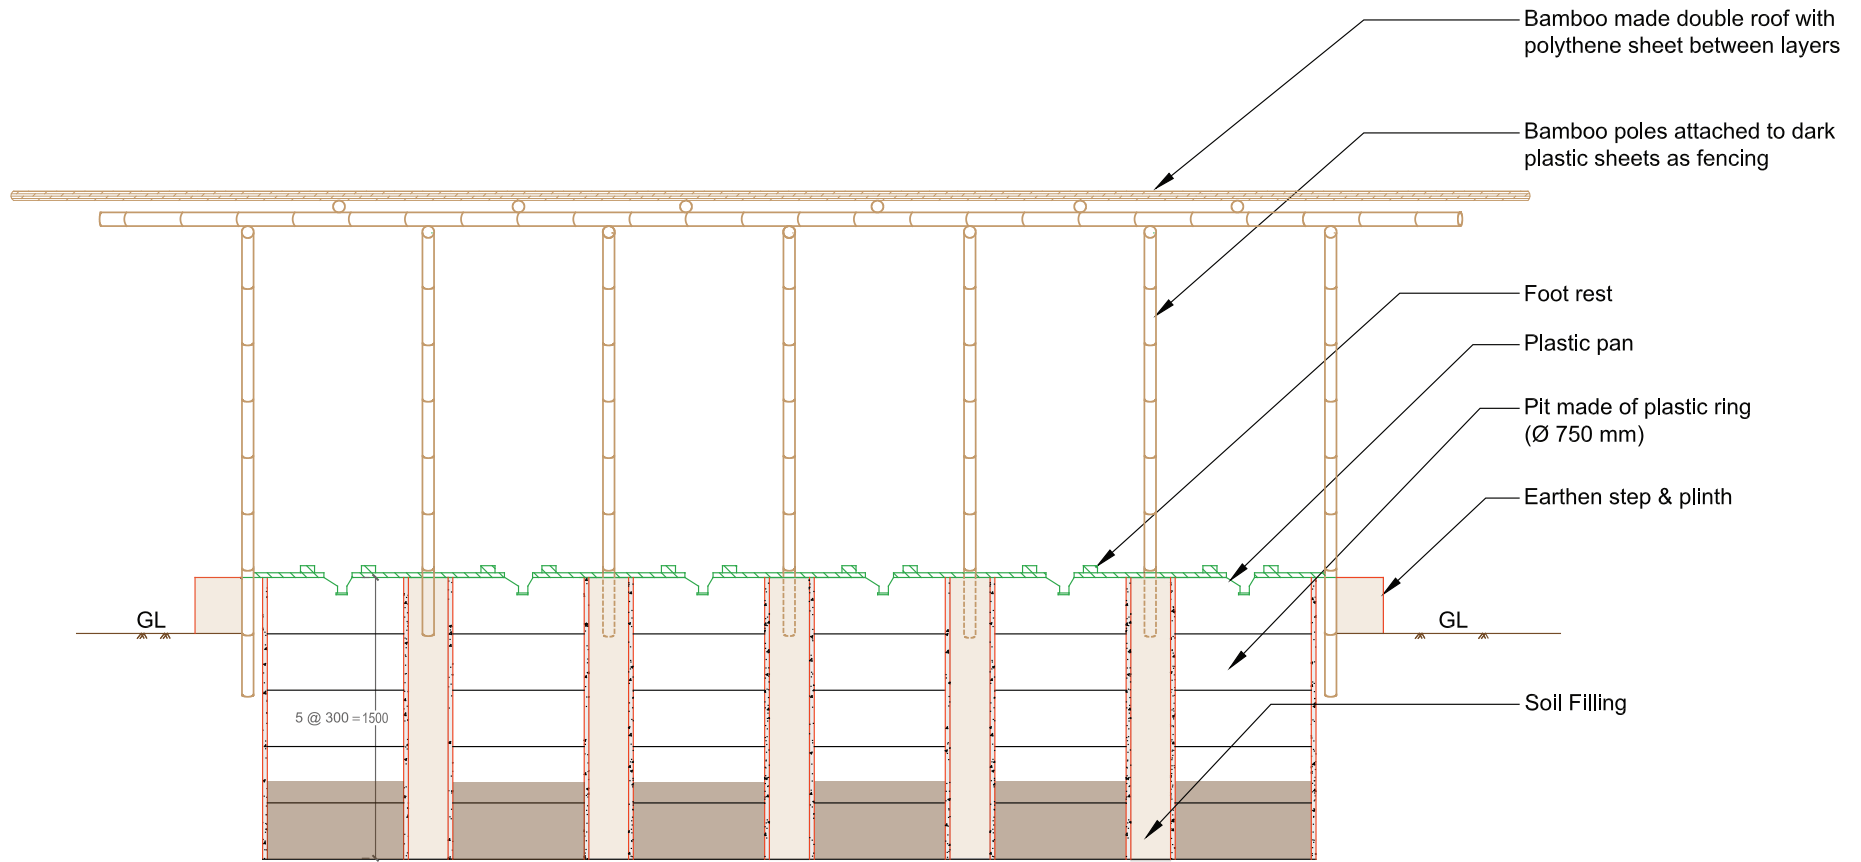 Bamboo made double roof with
polythene sheet between layers
Bamboo poles attached to dark
plastic sheets as fencing
Foot rest
Plastic pan
Pit made of plastic ring
(Ø 750 mm)
Earthen step & plinth
GL
GL
Soil Filling
5 @ 300 = 1500